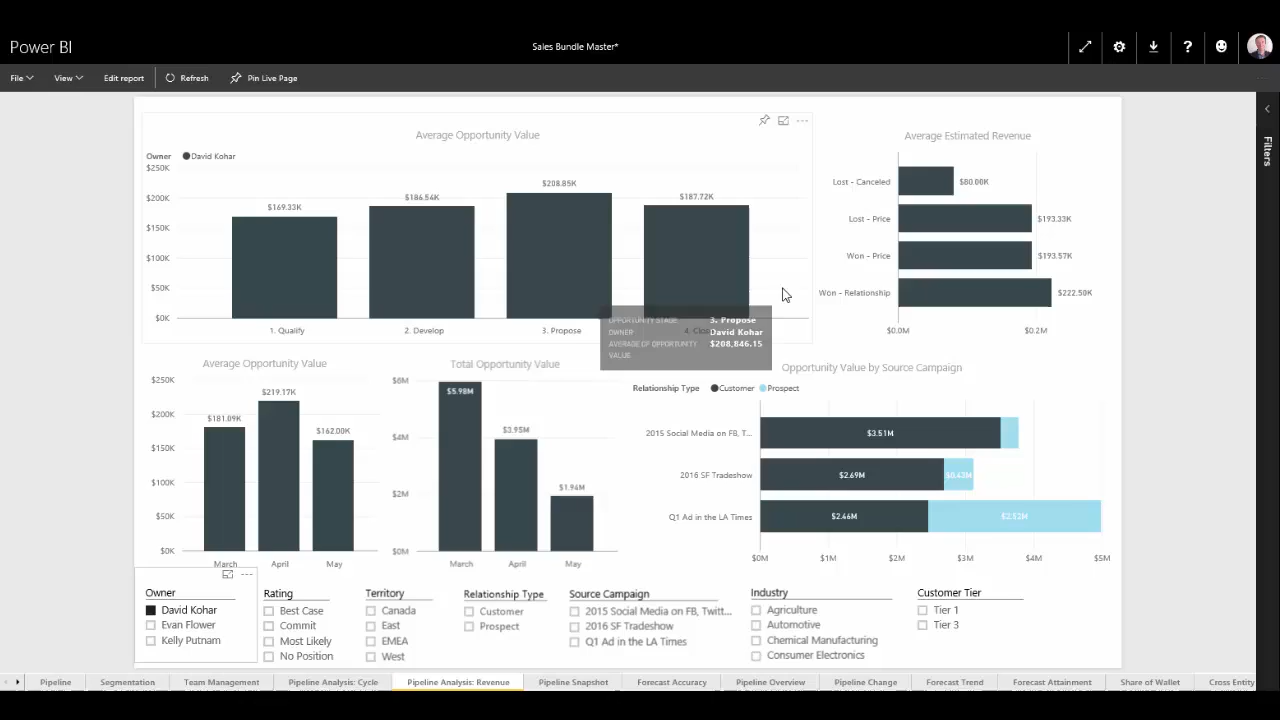 Power BI
Sales Bundle Master*
?
File
View
Edit report
Refresh
Pin Live Page
Filters
Average Opportunity Value
Owner
David Kohar
$250K
$200K
$150K
$100K
$50K
$0K
$169.33K
$186.54K
$208.85K
$187.72K
1. Qualify
2. Develop
3. Propose
OPPORTUNITY STAGE 3. Propose
OWNER David Kohar
AVERAGE OF OPPORTUNITY VALUE $208,846.15
Average Estimated Revenue
Lost - Canceled
$80.00K
Lost - Price
$193.33K
Won - Price
$193.57K
Won - Relationship
$222.50K
$0.0M
$0.2M
Average Opportunity Value
$250K
$200K
$150K
$100K
$50K
$0K
$181.09K
$219.17K
$162.00K
March
April
May
Total Opportunity Value
$6M
$4M
$2M
$0M
$5.98M
$3.95M
$1.94M
March
April
May
Opportunity Value by Source Campaign
Relationship Type
Customer
Prospect
2015 Social Media on FB, T...
$3.51M
2016 SF Tradeshow
$2.69M
$0.43M
Q1 Ad in the LA Times
$2.46M
$2.53M
$0M
$1M
$2M
$3M
$4M
$5M
Owner
David Kohar
Evan Flower
Kelly Putnam
Rating
Best Case
Commit
Most Likely
No Position
Territory
Canada
East
EMEA
West
Relationship Type
Customer
Prospect
Source Campaign
2015 Social Media on FB, Twitt...
2016 SF Tradeshow
Q1 Ad in the LA Times
Industry
Agriculture
Automotive
Chemical Manufacturing
Consumer Electronics
Customer Tier
Tier 1
Tier 3
Pipeline
Segmentation
Team Management
Pipeline Analysis: Cycle
Pipeline Analysis: Revenue
Pipeline Snapshot
Forecast Accuracy
Pipeline Overview
Pipeline Change
Forecast Trend
Forecast Attainment
Share of Wallet
Cross Entity